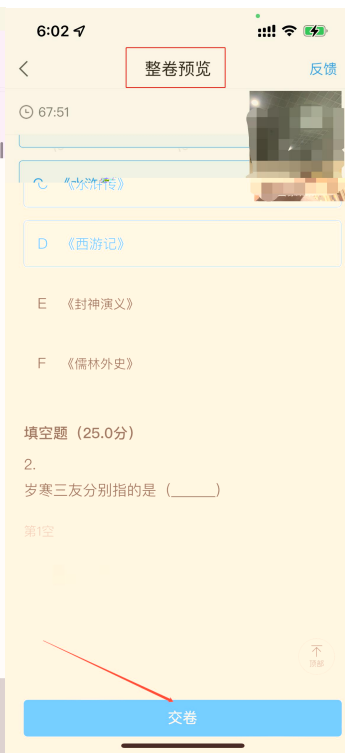 6:02
整卷预览
反馈
67:51
C 《水浒传》
D 《西游记》
E 《封神演义》
F 《儒林外史》
填空题（25.0分）
2.
岁寒三友分别指的是（_____）
第1空
顶部
交卷